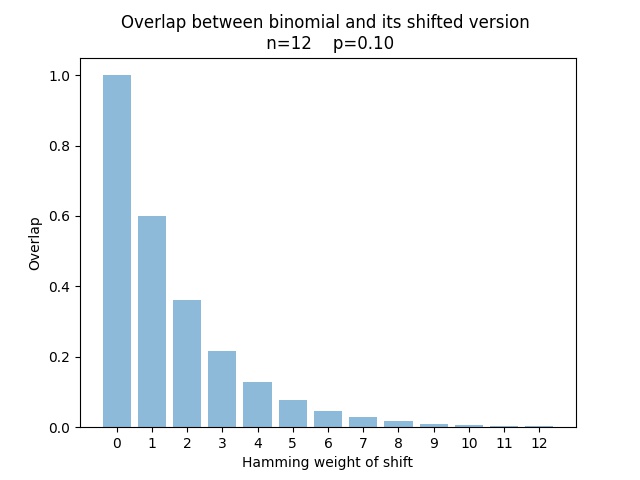 Overlap between binomial and its shifted version
n=12    p=0.10
Overlap
1.0
0.8
0.6
0.4
0.2
0.0
0 1 2 3 4 5 6 7 8 9 10 11 12
Hamming weight of shift